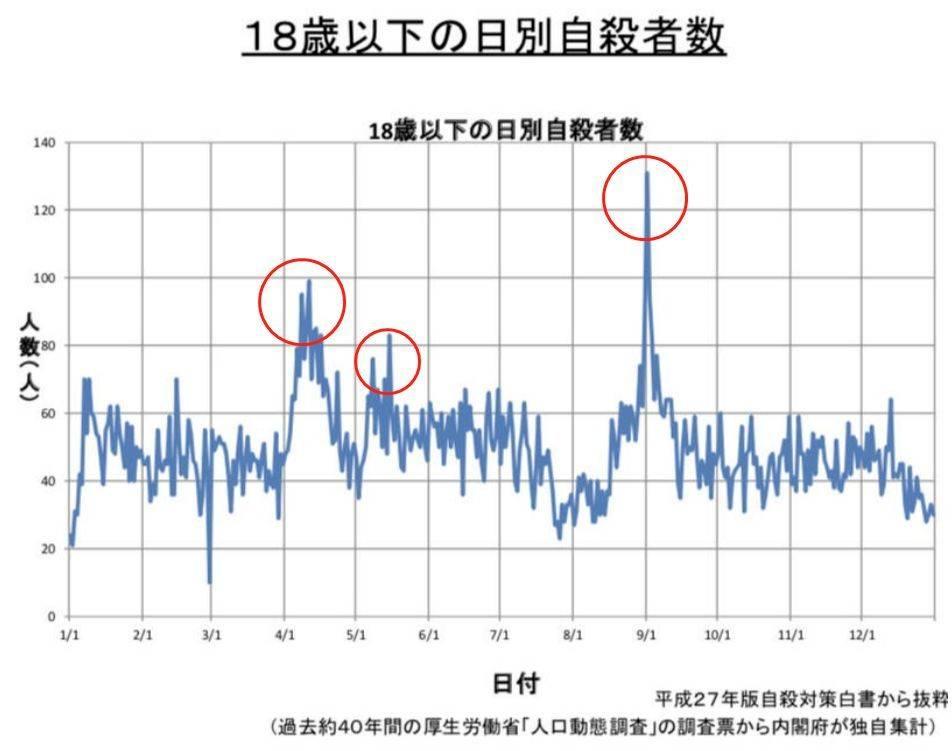 18歳以下の日別自殺者数
18歳以下の日別自殺者数
140
120
100
80
60
40
20
0
人数(人)
1/1 2/1 3/1 4/1 5/1 6/1 7/1 8/1 9/1 10/1 11/1 12/1
日付
平成27年版自殺対策白書から抜粋
(過去約40年間の厚生労働省「人口動態調査」の調査票から内閣府が独自集計)